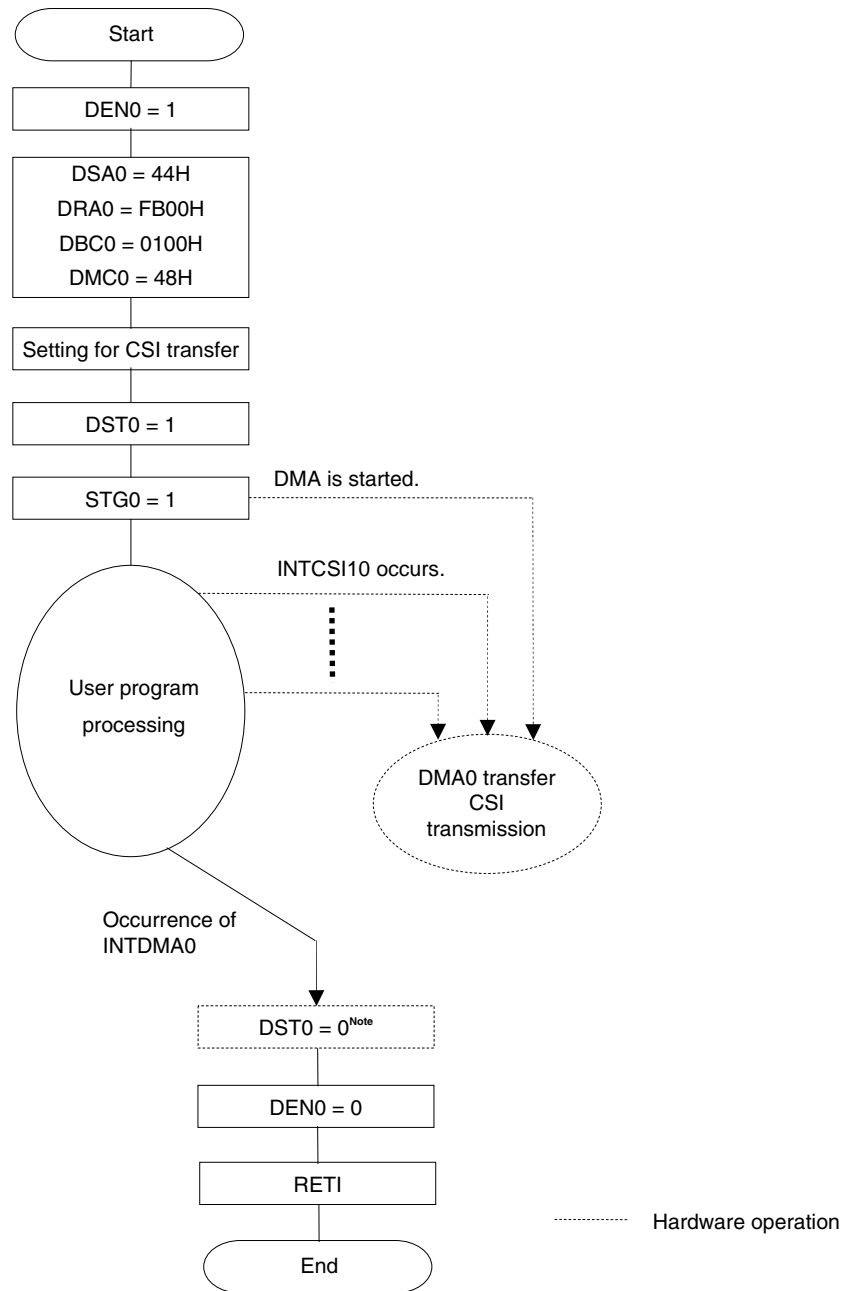 Start
DEN0 = 1
DSA0 = 44H
DRA0 = FB00H
DBC0 = 0100H
DMC0 = 48H
Setting for CSI transfer
DST0 = 1
STG0 = 1
DMA is started.
INTCSI10 occurs.
User program
processing
DMA0 transfer
CSI
transmission
Occurrence of
INTDMA0
DST0 = 0Note
DEN0 = 0
RETI
Hardware operation
End